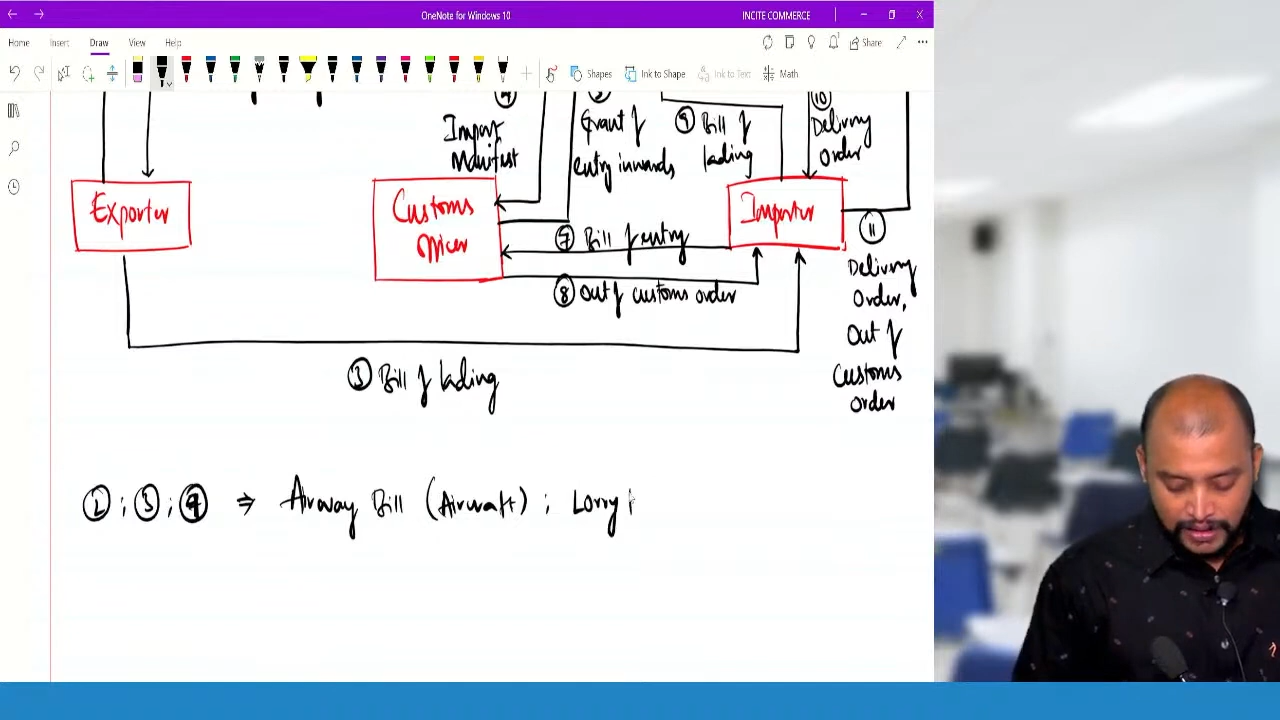 OneNote for Windows 10
INCITE COMMERCE
Home Insert Draw View Help
Share
Shapes
Ink to Shape
Ink to Text
Math
Import
Manifest
Grant of
entry inwards
9 Bill of
lading
10
Delivery
Order
Exporter
Customs
Officer
Importer
7 Bill of entry
8 Out of customs order
11
Delivery
Order,
Out of
Customs
Order
3 Bill of lading
2 ; 3 ; 9 ⇒ Airway Bill (Aircraft) ; Lorry